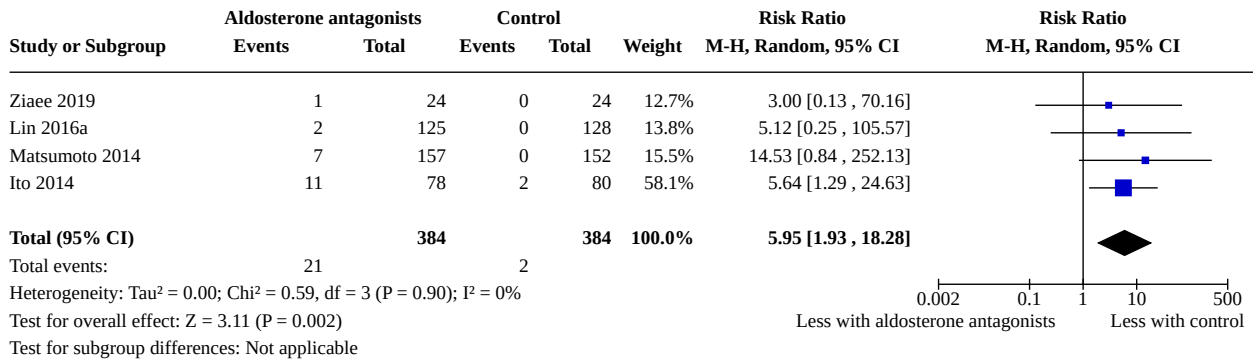 Aldosterone antagonists Control Risk Ratio Risk Ratio
Study or Subgroup Events Total Events Total Weight M-H, Random, 95% CI M-H, Random, 95% CI
Ziaee 2019 1 24 0 24 12.7% 3.00 [0.13 , 70.16]
Lin 2016a 2 125 0 128 13.8% 5.12 [0.25 , 105.57]
Matsumoto 2014 7 157 0 152 15.5% 14.53 [0.84 , 252.13]
Ito 2014 11 78 2 80 58.1% 5.64 [1.29 , 24.63]
Total (95% CI) 384 384 100.0% 5.95 [1.93 , 18.28]
Total events: 21 2
Heterogeneity: Tau² = 0.00; Chi² = 0.59, df = 3 (P = 0.90); I² = 0%
0.002 0.1 1 10 500
Test for overall effect: Z = 3.11 (P = 0.002) Less with aldosterone antagonists Less with control
Test for subgroup differences: Not applicable